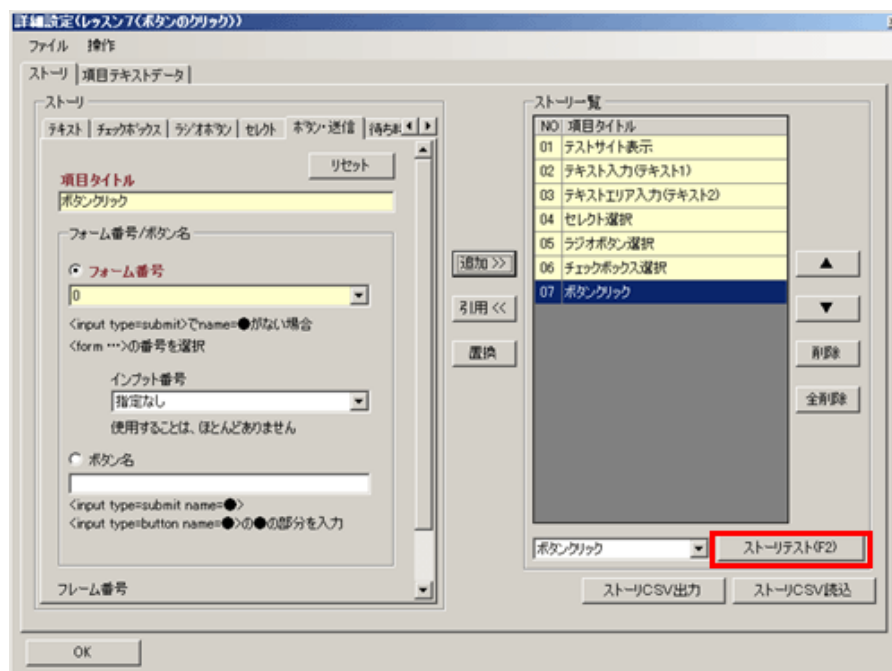 詳細設定(レッスン7(ボタンのクリック))
ファイル 操作
ストーリ 項目テキストデータ
ストーリ
テキスト チェックボックス ラジオボタン セレクト ボタン・送信
リセット
項目タイトル
ボタンクリック
フォーム番号/ボタン名
フォーム番号
0
<input type=submit>でname=●がない場合
<form …>の番号を選択
インプット番号
指定なし
使用することは、ほとんどありません
ボタン名
<input type=submit name=●>
<input type=button name=●>の●の部分を入力
フレーム番号
追加 >>
引用 <<
置換
ストーリ一覧
NO 項目タイトル
01 テストサイト表示
02 テキスト入力(テキスト1)
03 テキストエリア入力(テキスト2)
04 セレクト選択
05 ラジオボタン選択
06 チェックボックス選択
07 ボタンクリック
▲
▼
削除
全削除
ボタンクリック ストーリテスト(F2)
ストーリCSV出力 ストーリCSV読込
OK